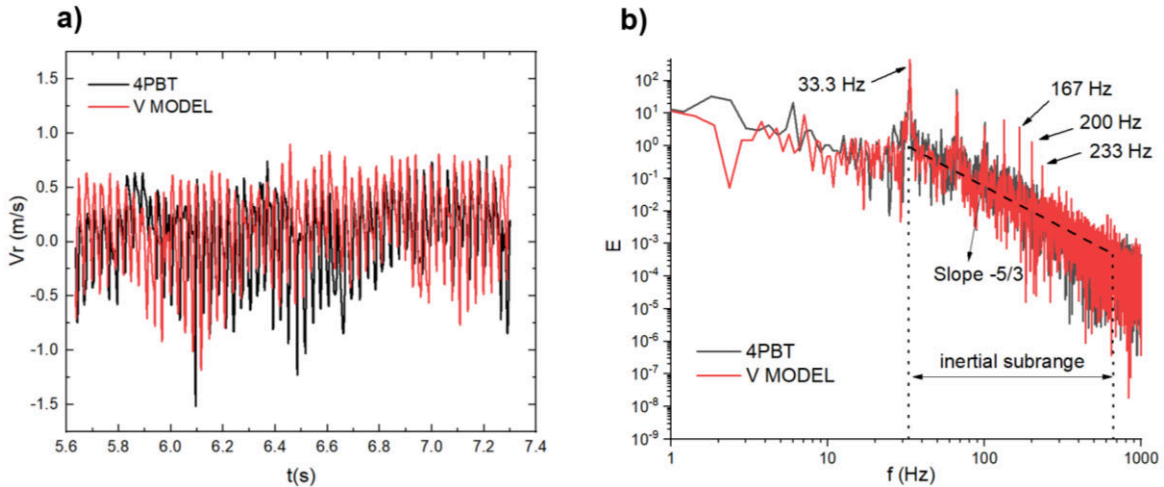 a)
4PBT
V MODEL
1.5
1.0
0.5
0.0
-0.5
-1.0
-1.5
Vr (m/s)
5.6 5.8 6.0 6.2 6.4 6.6 6.8 7.0 7.2 7.4
t(s)
b)
33.3 Hz
167 Hz
200 Hz
233 Hz
Slope -5/3
4PBT
V MODEL
inertial subrange
10²
10¹
10⁰
10⁻¹
10⁻²
10⁻³
10⁻⁴
10⁻⁵
10⁻⁶
10⁻⁷
10⁻⁸
10⁻⁹
E
1 10 100 1000
f (Hz)